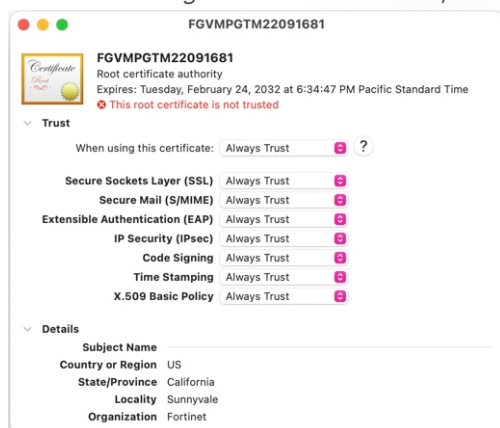 FGVMPGTM22091681
Certificate
Root
FGVMPGTM22091681
Root certificate authority
Expires: Tuesday, February 24, 2032 at 6:34:47 PM Pacific Standard Time
This root certificate is not trusted
Trust
When using this certificate: Always Trust ?
Secure Sockets Layer (SSL) Always Trust
Secure Mail (S/MIME) Always Trust
Extensible Authentication (EAP) Always Trust
IP Security (IPsec) Always Trust
Code Signing Always Trust
Time Stamping Always Trust
X.509 Basic Policy Always Trust
Details
Subject Name
Country or Region US
State/Province California
Locality Sunnyvale
Organization Fortinet